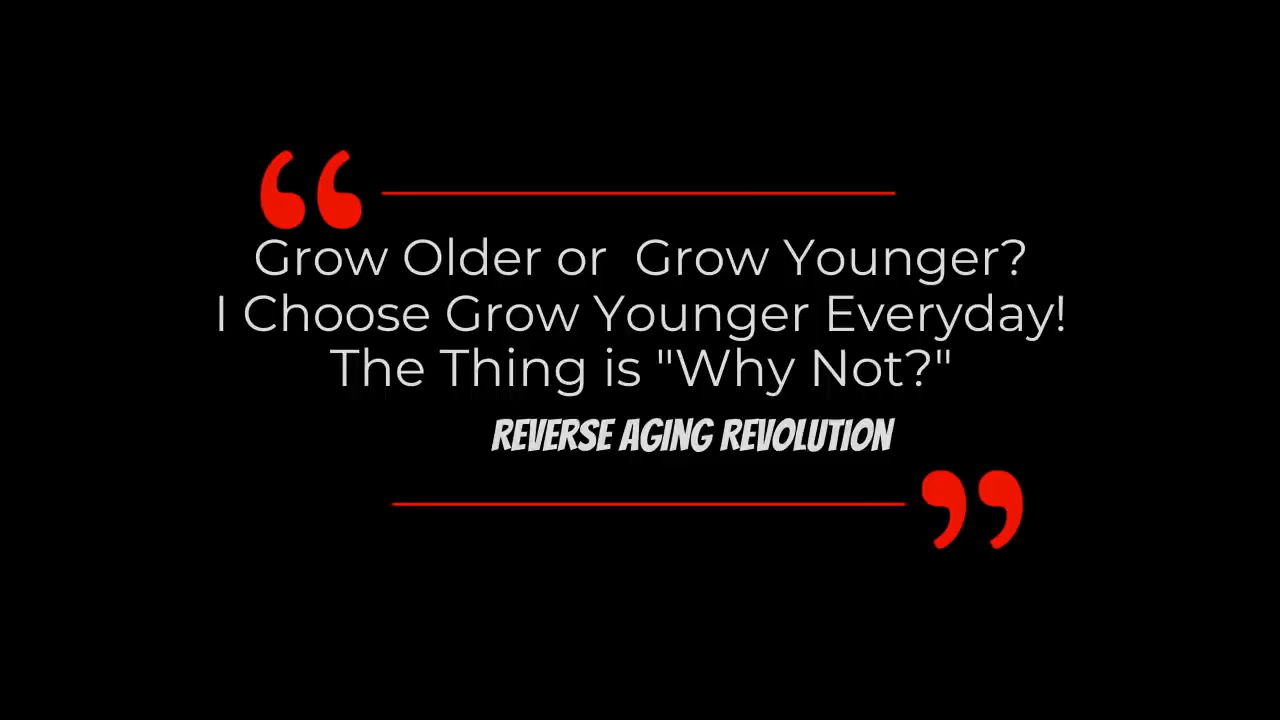 Grow Older or  Grow Younger?
I Choose Grow Younger Everyday!
The Thing is "Why Not?"
REVERSE AGING REVOLUTION